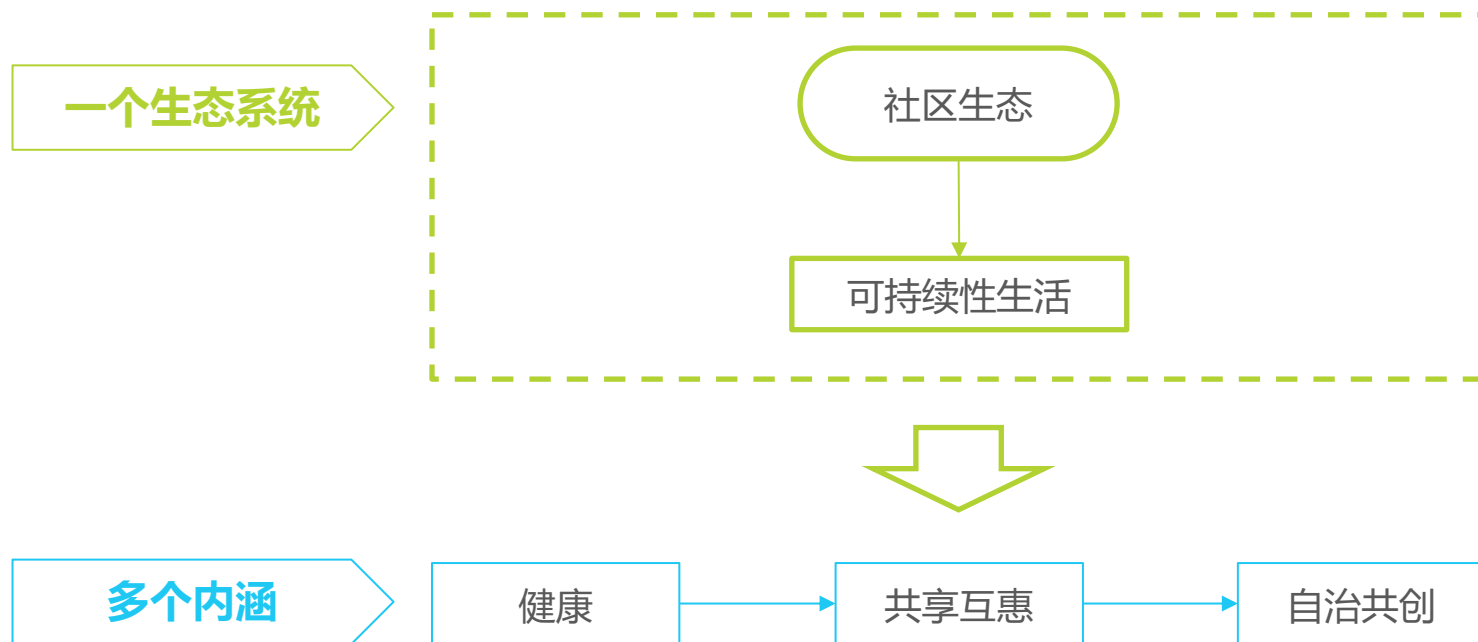 一个生态系统
社区生态
可持续性生活
多个内涵
健康
共享互惠
自治共创